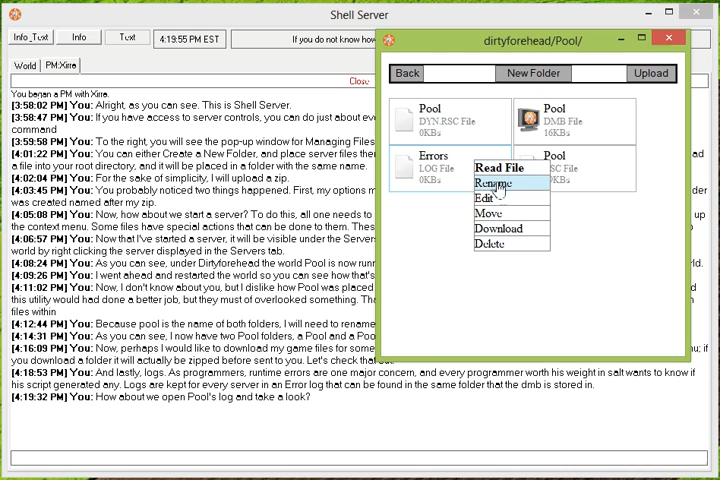 Shell Server
Info_Text
Info
Text
4:19:55 PM EST
If you do not know how
World
PM:Xirre
Close
You began a PM with Xirre.
[3:58:02 PM] You: Alright, as you can see. This is Shell Server.
[3:58:47 PM] You: If you have access to server controls, you can do just about eve
command
[3:59:58 PM] You: To the right, you will see the pop-up window for Managing Files
[4:01:22 PM] You: You can either Create a New Folder, and place server files the
a file into your root directory, and it will be placed in a folder with the same name.
[4:02:04 PM] You: For the sake of simplicity, I will upload a zip.
[4:03:45 PM] You: You probably noticed two things happened. First, my options m
was created named after my zip.
[4:05:08 PM] You: Now, how about we start a server? To do this, all one needs to
the context menu. Some files have special actions that can be done to them. Thes
[4:06:57 PM] You: Now that I've started a server, it will be visible under the Servers
world by right clicking the server displayed in the Servers tab.
[4:08:24 PM] You: As you can see, under Dirtyforehead the world Pool is now runn
ld.
[4:09:26 PM] You: I went ahead and restarted the world so you can see how that's
[4:11:02 PM] You: Now, I don't know about you, but I dislike how Pool was placed
this utility would had done a better job, but they must of overlooked something. Tha
files within
[4:12:44 PM] You: Because pool is the name of both folders, I will need to rename
[4:14:31 PM] You: As you can see, I now have two Pool folders, a Pool and a Poo
[4:16:09 PM] You: Now, perhaps I would like to download my game files for some
nu; if
you download a folder it will actually be zipped before sent to you. Let's check that out.
[4:18:53 PM] You: And lastly, logs. As programmers, runtime errors are one major concern, and every programmer worth his weight in salt wants to know if
his script generated any. Logs are kept for every server in an Error log that can be found in the same folder that the dmb is stored in.
[4:19:32 PM] You: How about we open Pool's log and take a look?
dirtyforehead/Pool/
Back
New Folder
Upload
Pool
DYN.RSC File
0KBs
Pool
DMB File
16KBs
Errors
LOG File
0KBs
Pool
RSC File
0KBs
Read File
Rename
Edit
Move
Download
Delete